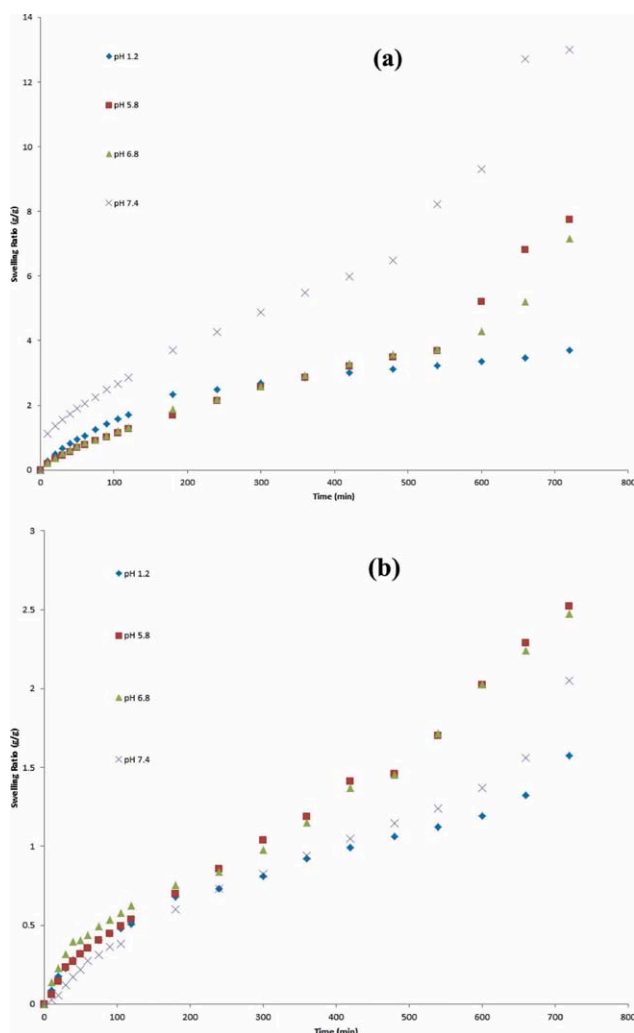 (a)
14
12
10
8
6
4
2
0
Swelling Ratio (g/g)
pH 1.2
pH 5.8
pH 6.8
pH 7.4
0 100 200 300 400 500 600 700 800
Time (min)
(b)
3
2.5
2
1.5
1
0.5
0
Swelling Ratio (g/g)
pH 1.2
pH 5.8
pH 6.8
pH 7.4
0 100 200 300 400 500 600 700 800
Time (min)